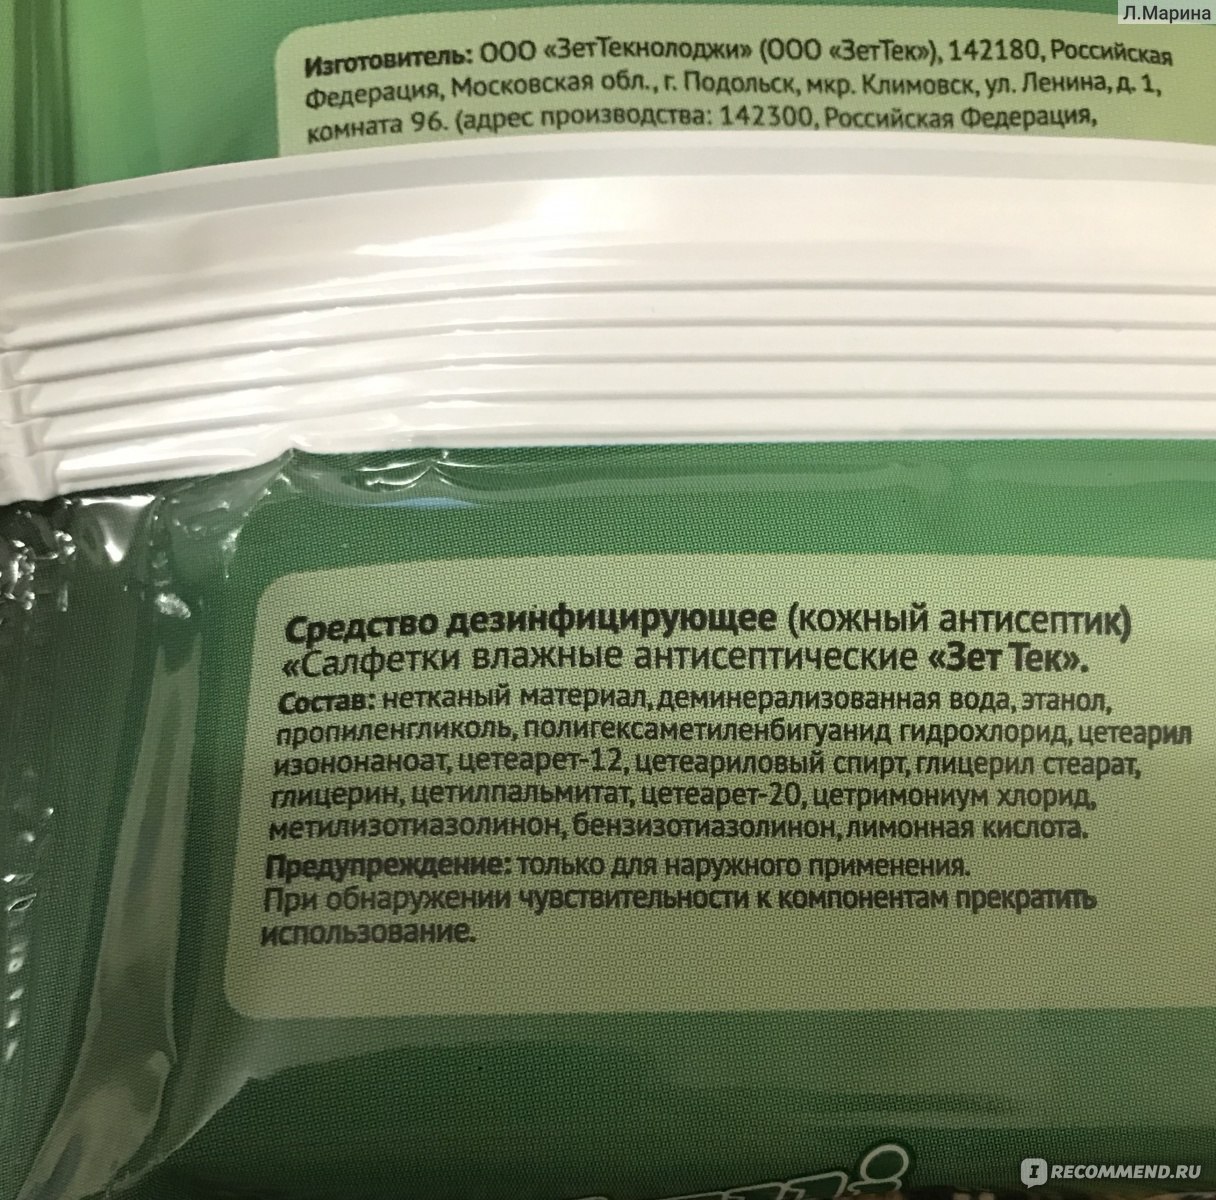 Л.Марина
Изготовитель: ООО «ЗетТекнолоджи» (ООО «ЗетТек»), 142180, Российская
Федерация, Московская обл., г. Подольск, мкр. Климовск, ул. Ленина, д. 1,
комната 96. (адрес производства: 142300, Российская Федерация,
Средство дезинфицирующее (кожный антисептик)
«Салфетки влажные антисептические «Зет Тек».
Состав: нетканый материал, деминерализованная вода, этанол,
пропиленгликоль, полигексаметиленбигуанид гидрохлорид, цетеарил
изононаноат, цетеарет-12, цетеариловый спирт, глицерил стеарат,
глицерин, цетилпальмитат, цетеарет-20, цетримониум хлорид,
метилизотиазолинон, бензизотиазолинон, лимонная кислота.
Предупреждение: только для наружного применения.
При обнаружении чувствительности к компонентам прекратить
использование.
IRECOMMEND.RU